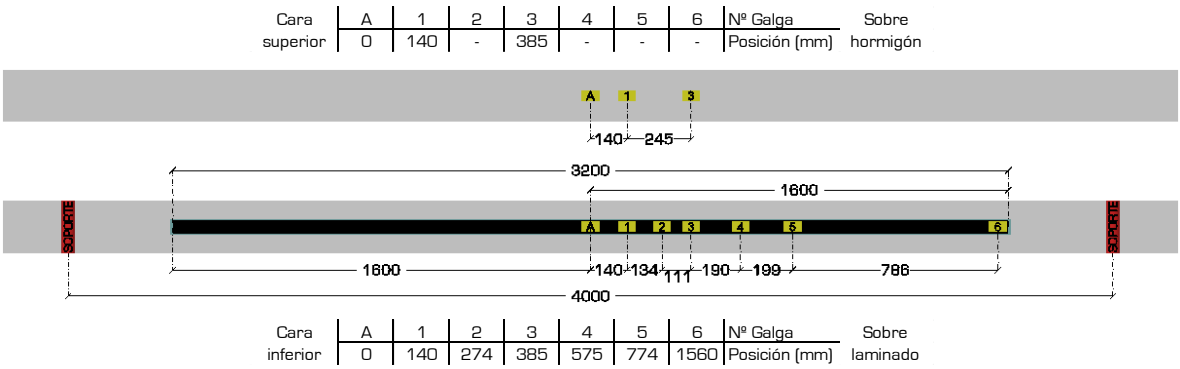 Cara A 1 2 3 4 5 6 Nº Galga Sobre
superior 0 140 - 385 - - - Posición (mm) hormigón
A 1 3
140 245
3200
1600
SOPORTE A 1 2 3 4 5 6 SOPORTE
1600 140 134 111 190 199 786
4000
Cara A 1 2 3 4 5 6 Nº Galga Sobre
inferior 0 140 274 385 575 774 1560 Posición (mm) laminado